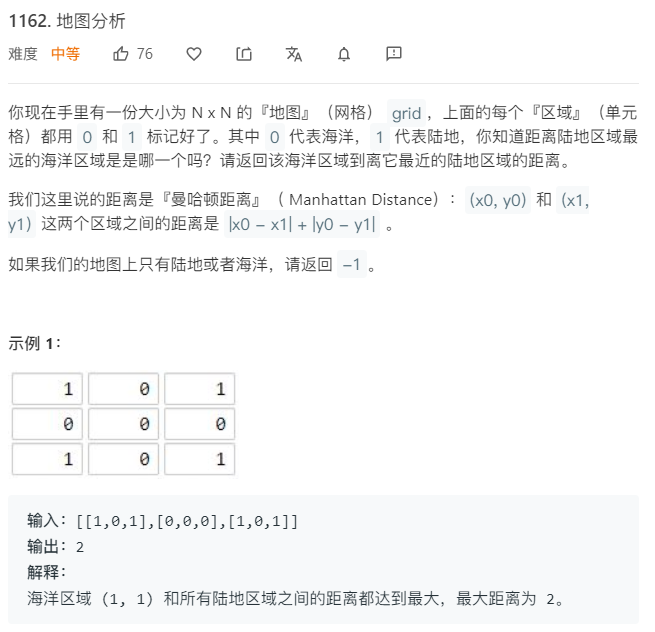 1162. 地图分析
难度 中等 76
你现在手里有一份大小为 N x N 的『地图』（网格） grid ，上面的每个『区域』（单元
格）都用 0 和 1 标记好了。其中 0 代表海洋， 1 代表陆地，你知道距离陆地区域最
远的海洋区域是是哪一个吗？请返回该海洋区域到离它最近的陆地区域的距离。
我们这里说的距离是『曼哈顿距离』（ Manhattan Distance）： (x0, y0) 和 (x1,
y1) 这两个区域之间的距离是 |x0 - x1| + |y0 - y1| 。
如果我们的地图上只有陆地或者海洋，请返回 -1 。
示例 1：
1 0 1
0 0 0
1 0 1
输入：[[1,0,1],[0,0,0],[1,0,1]]
输出：2
解释：
海洋区域 (1, 1) 和所有陆地区域之间的距离都达到最大，最大距离为 2。